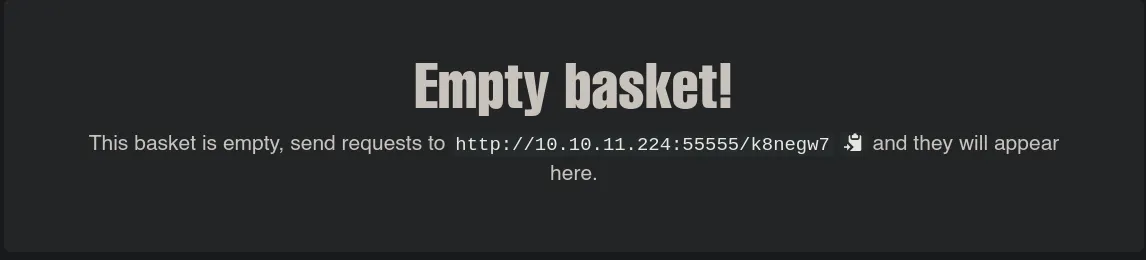 Empty basket!
This basket is empty, send requests to http://10.10.11.224:55555/k8negw7 and they will appear
here.